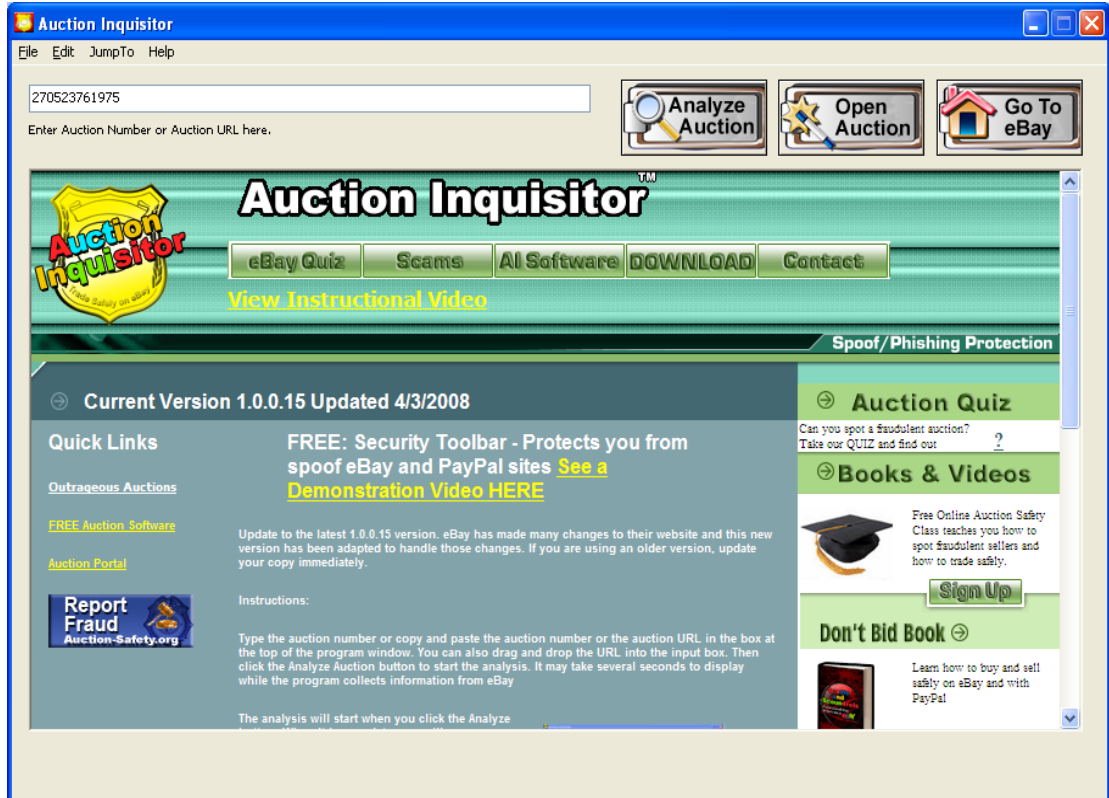 Auction Inquisitor
File Edit JumpTo Help
270523761975
Enter Auction Number or Auction URL here.
Analyze Auction
Open Auction
Go To eBay
Auction Inquisitor
Trade Safely on eBay
Auction Inquisitor™
eBay Quiz Scams AI Software DOWNLOAD Contact
View Instructional Video
Spoof/Phishing Protection
Current Version 1.0.0.15 Updated 4/3/2008
Quick Links
Outrageous Auctions
FREE Auction Software
Auction Portal
Report
Fraud
Auction-Safety.org
FREE: Security Toolbar - Protects you from
spoof eBay and PayPal sites See a
Demonstration Video HERE
Update to the latest 1.0.0.15 version. eBay has made many changes to their website and this new
version has been adapted to handle those changes. If you are using an older version, update
your copy immediately.
Instructions:
Type the auction number or copy and paste the auction number or the auction URL in the box at
the top of the program window. You can also drag and drop the URL into the input box. Then
click the Analyze Auction button to start the analysis. It may take several seconds to display
while the program collects information from eBay
The analysis will start when you click the Analyze
Auction Quiz
Can you spot a fraudulent auction?
Take our QUIZ and find out ?
Books & Videos
Free Online Auction Safety
Class teaches you how to
spot fraudulent sellers and
how to trade safely.
Sign Up
Don't Bid Book
Learn how to buy and sell
safely on eBay and with
PayPal